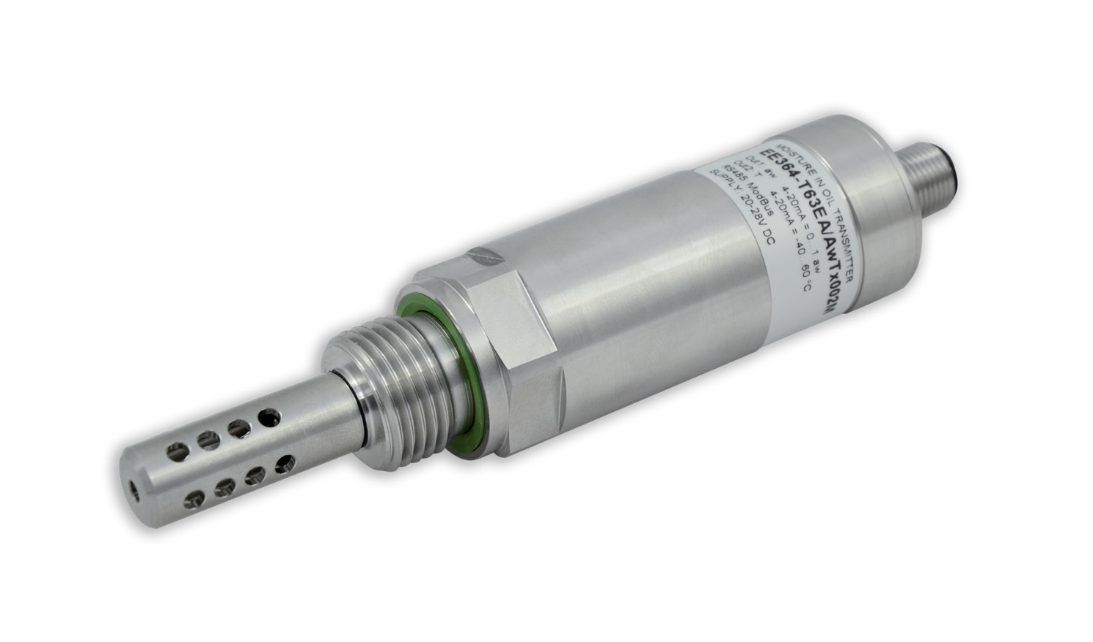 MOISTURE IN OIL TRANSMITTER
EE364-T63EA/AwTx002M
Out1 aw 4-20mA = 0...1 aw
Out2 T 4-20mA = -40...60 °C
RS485 ModBus
SUPPLY: 20-28V DC